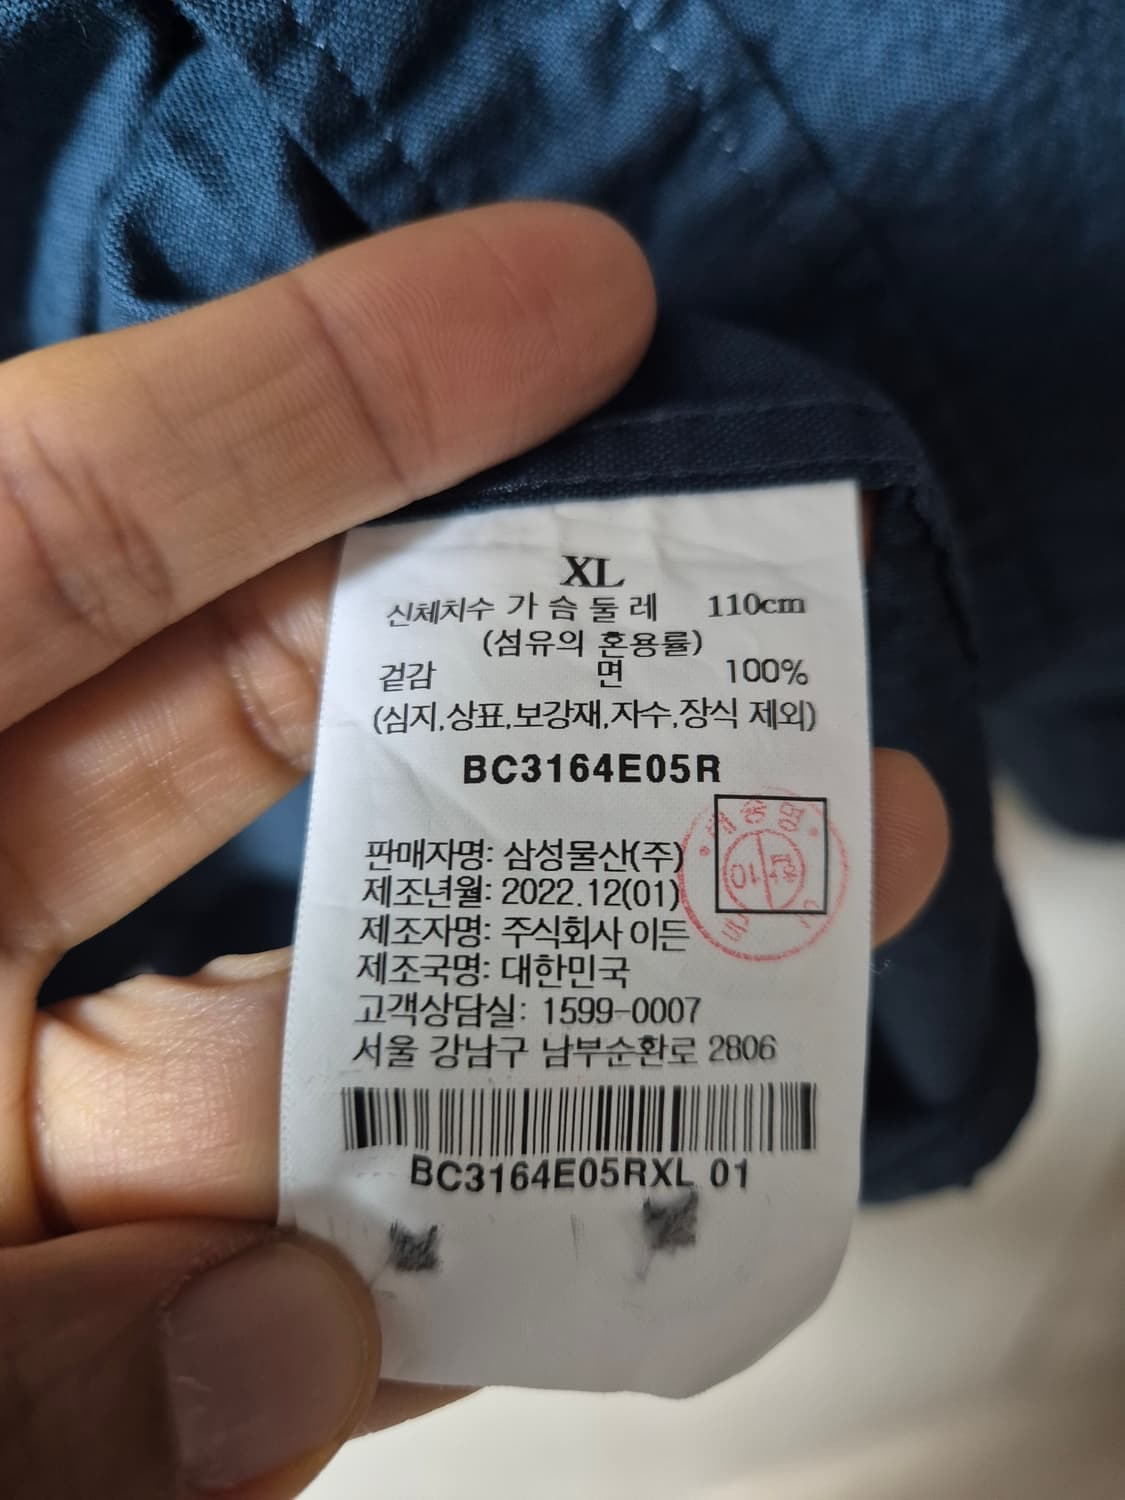 XL
신체치수 가 슴 둘 레 110cm
(섬유의 혼용률)
겉감 면 100%
(심지,상표,보강재,자수,장식 제외)
BC3164E05R
판매자명: 삼성물산(주)
제조년월: 2022.12(01)
제조자명: 주식회사 이든
제조국명: 대한민국
고객상담실: 1599-0007
서울 강남구 남부순환로 2806
BC3164E05RXL 01